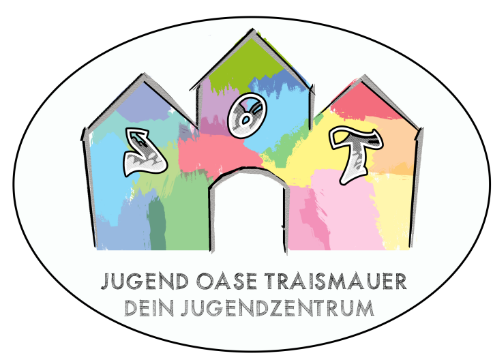 J O T
JUGEND OASE TRAISMAUER
DEIN JUGENDZENTRUM